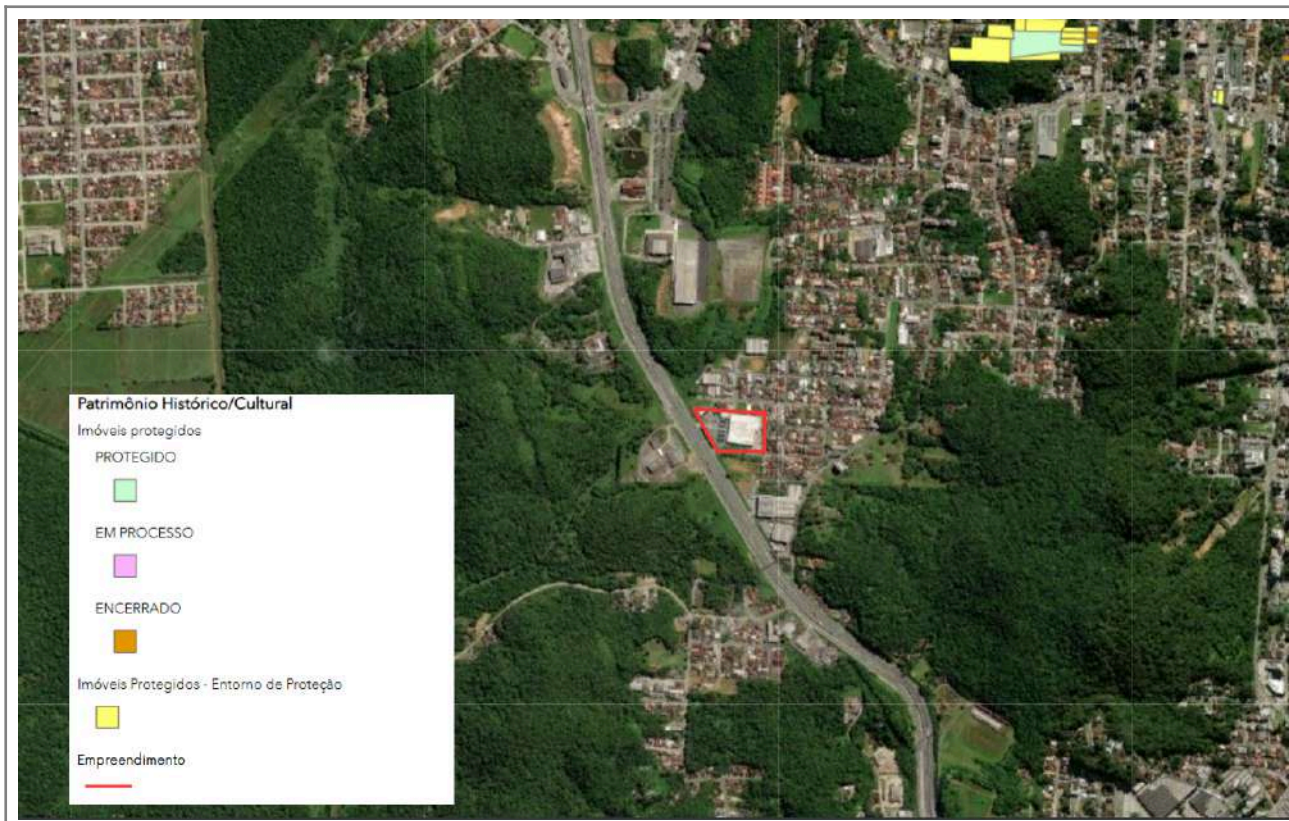 Patrimônio Histórico/Cultural
Imóveis protegidos
PROTEGIDO
EM PROCESSO
ENCERRADO
Imóveis Protegidos - Entorno de Proteção
Empreendimento